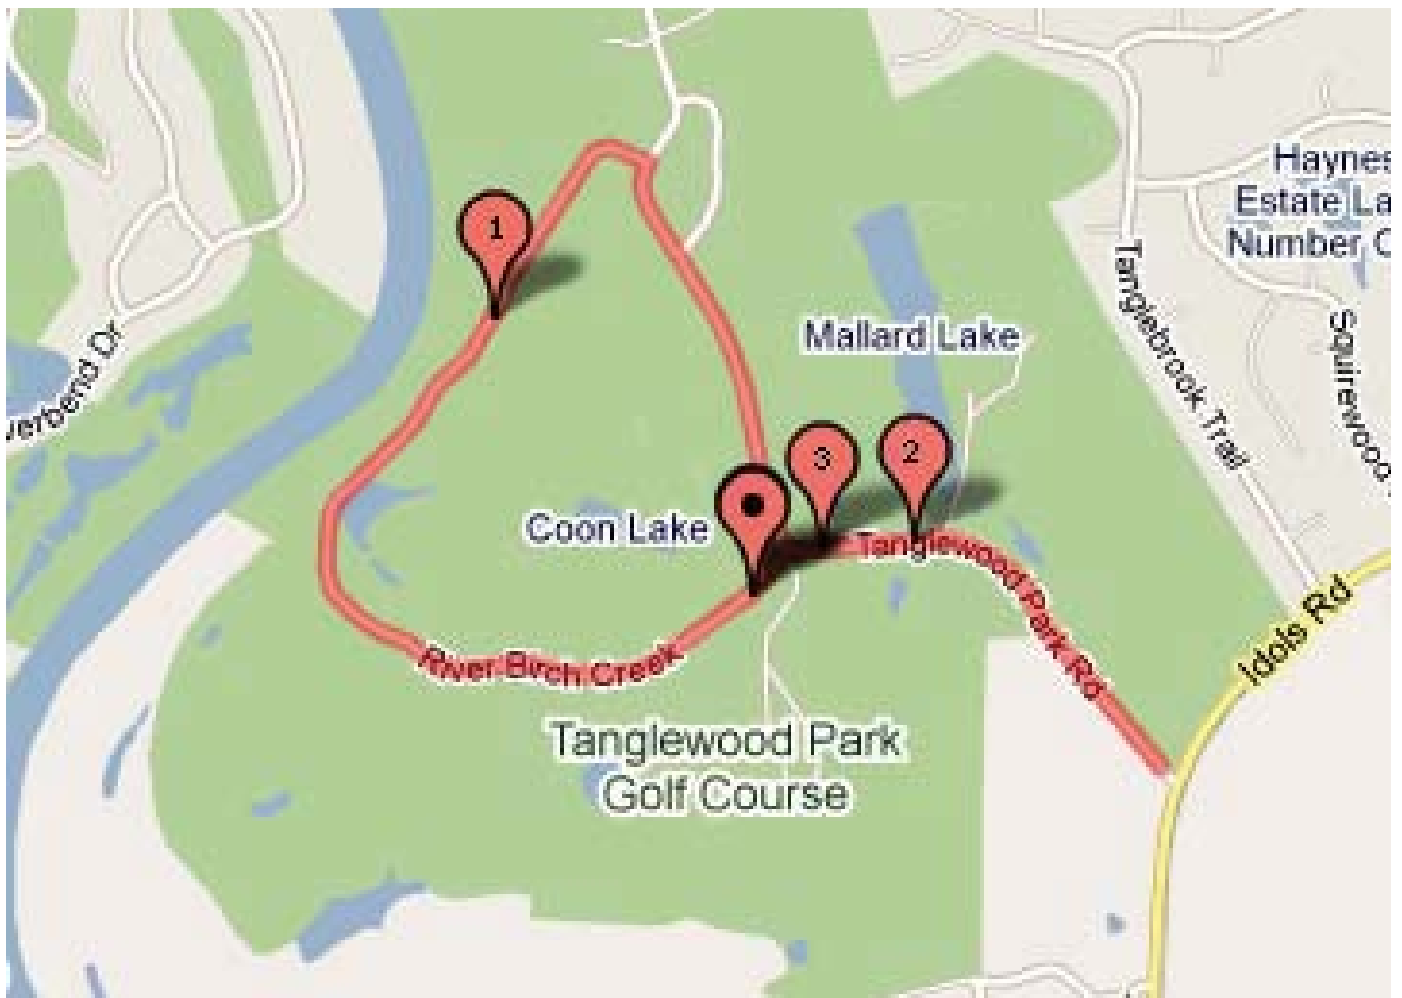 Haynes
Estate La
Number O
1
Tanglebrook Trail
Mallard Lake
Squirewood
verbend Dr
3
2
Coon Lake
Tanglewood Park Rd
Idols Rd
River Birch Creek
Tanglewood Park
Golf Course